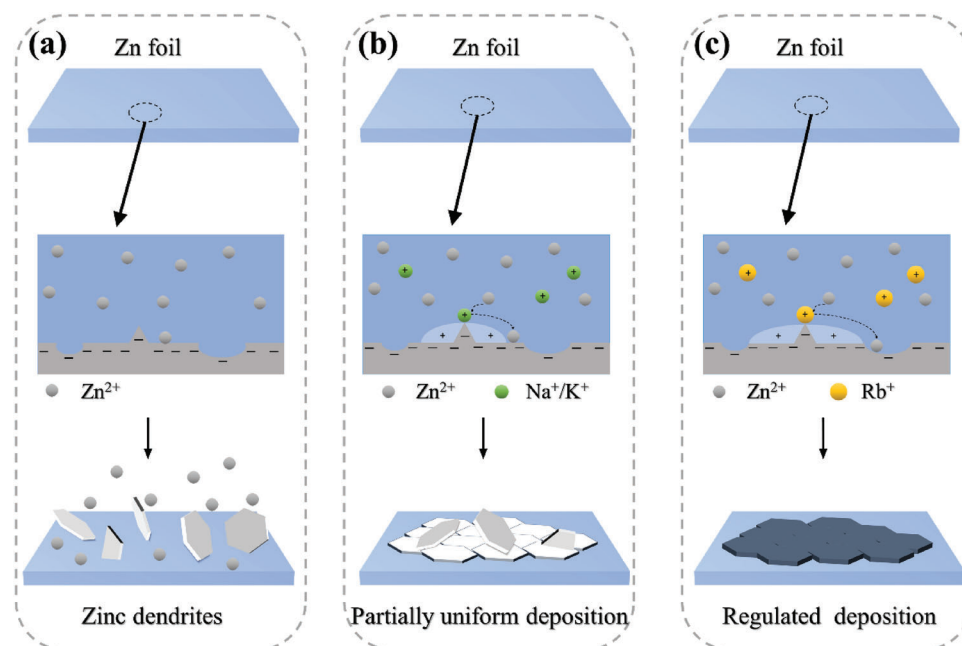 (a) Zn foil
Zn²⁺
Zinc dendrites
(b) Zn foil
+ + + +
+ +
Zn²⁺ Na⁺/K⁺
Partially uniform deposition
(c) Zn foil
+ + + +
+ +
Zn²⁺ Rb⁺
Regulated deposition